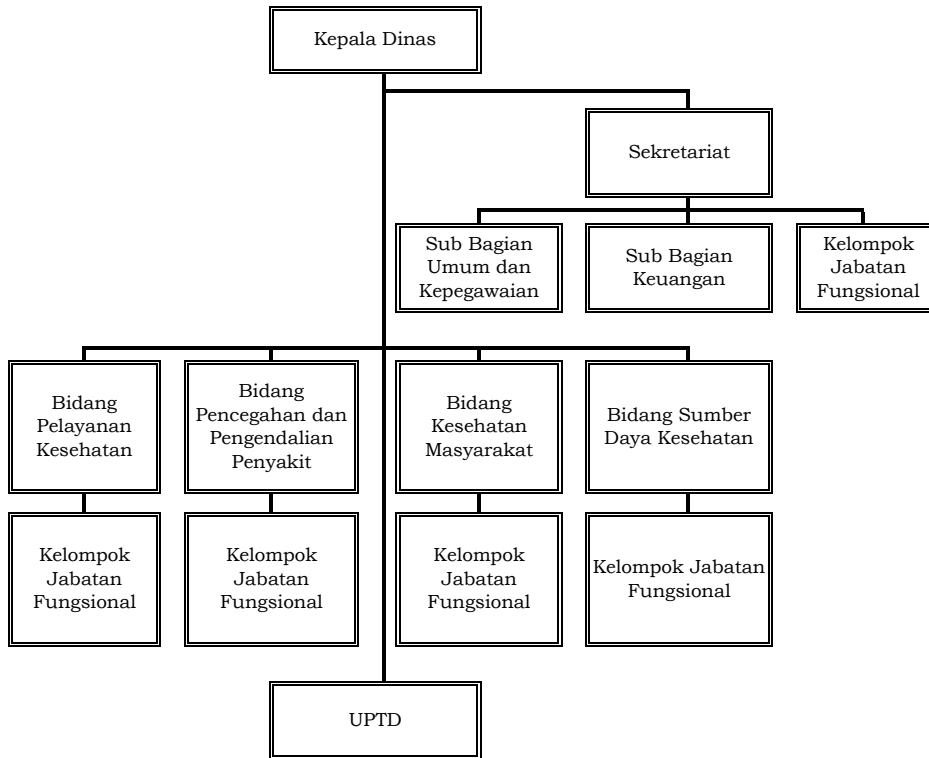 Kepala Dinas
Sekretariat
Sub Bagian
Umum dan
Kepegawaian
Sub Bagian
Keuangan
Kelompok
Jabatan
Fungsional
Bidang
Pelayanan
Kesehatan
Bidang
Pencegahan dan
Pengendalian
Penyakit
Bidang
Kesehatan
Masyarakat
Bidang Sumber
Daya Kesehatan
Kelompok
Jabatan
Fungsional
Kelompok
Jabatan
Fungsional
Kelompok
Jabatan
Fungsional
Kelompok Jabatan
Fungsional
UPTD